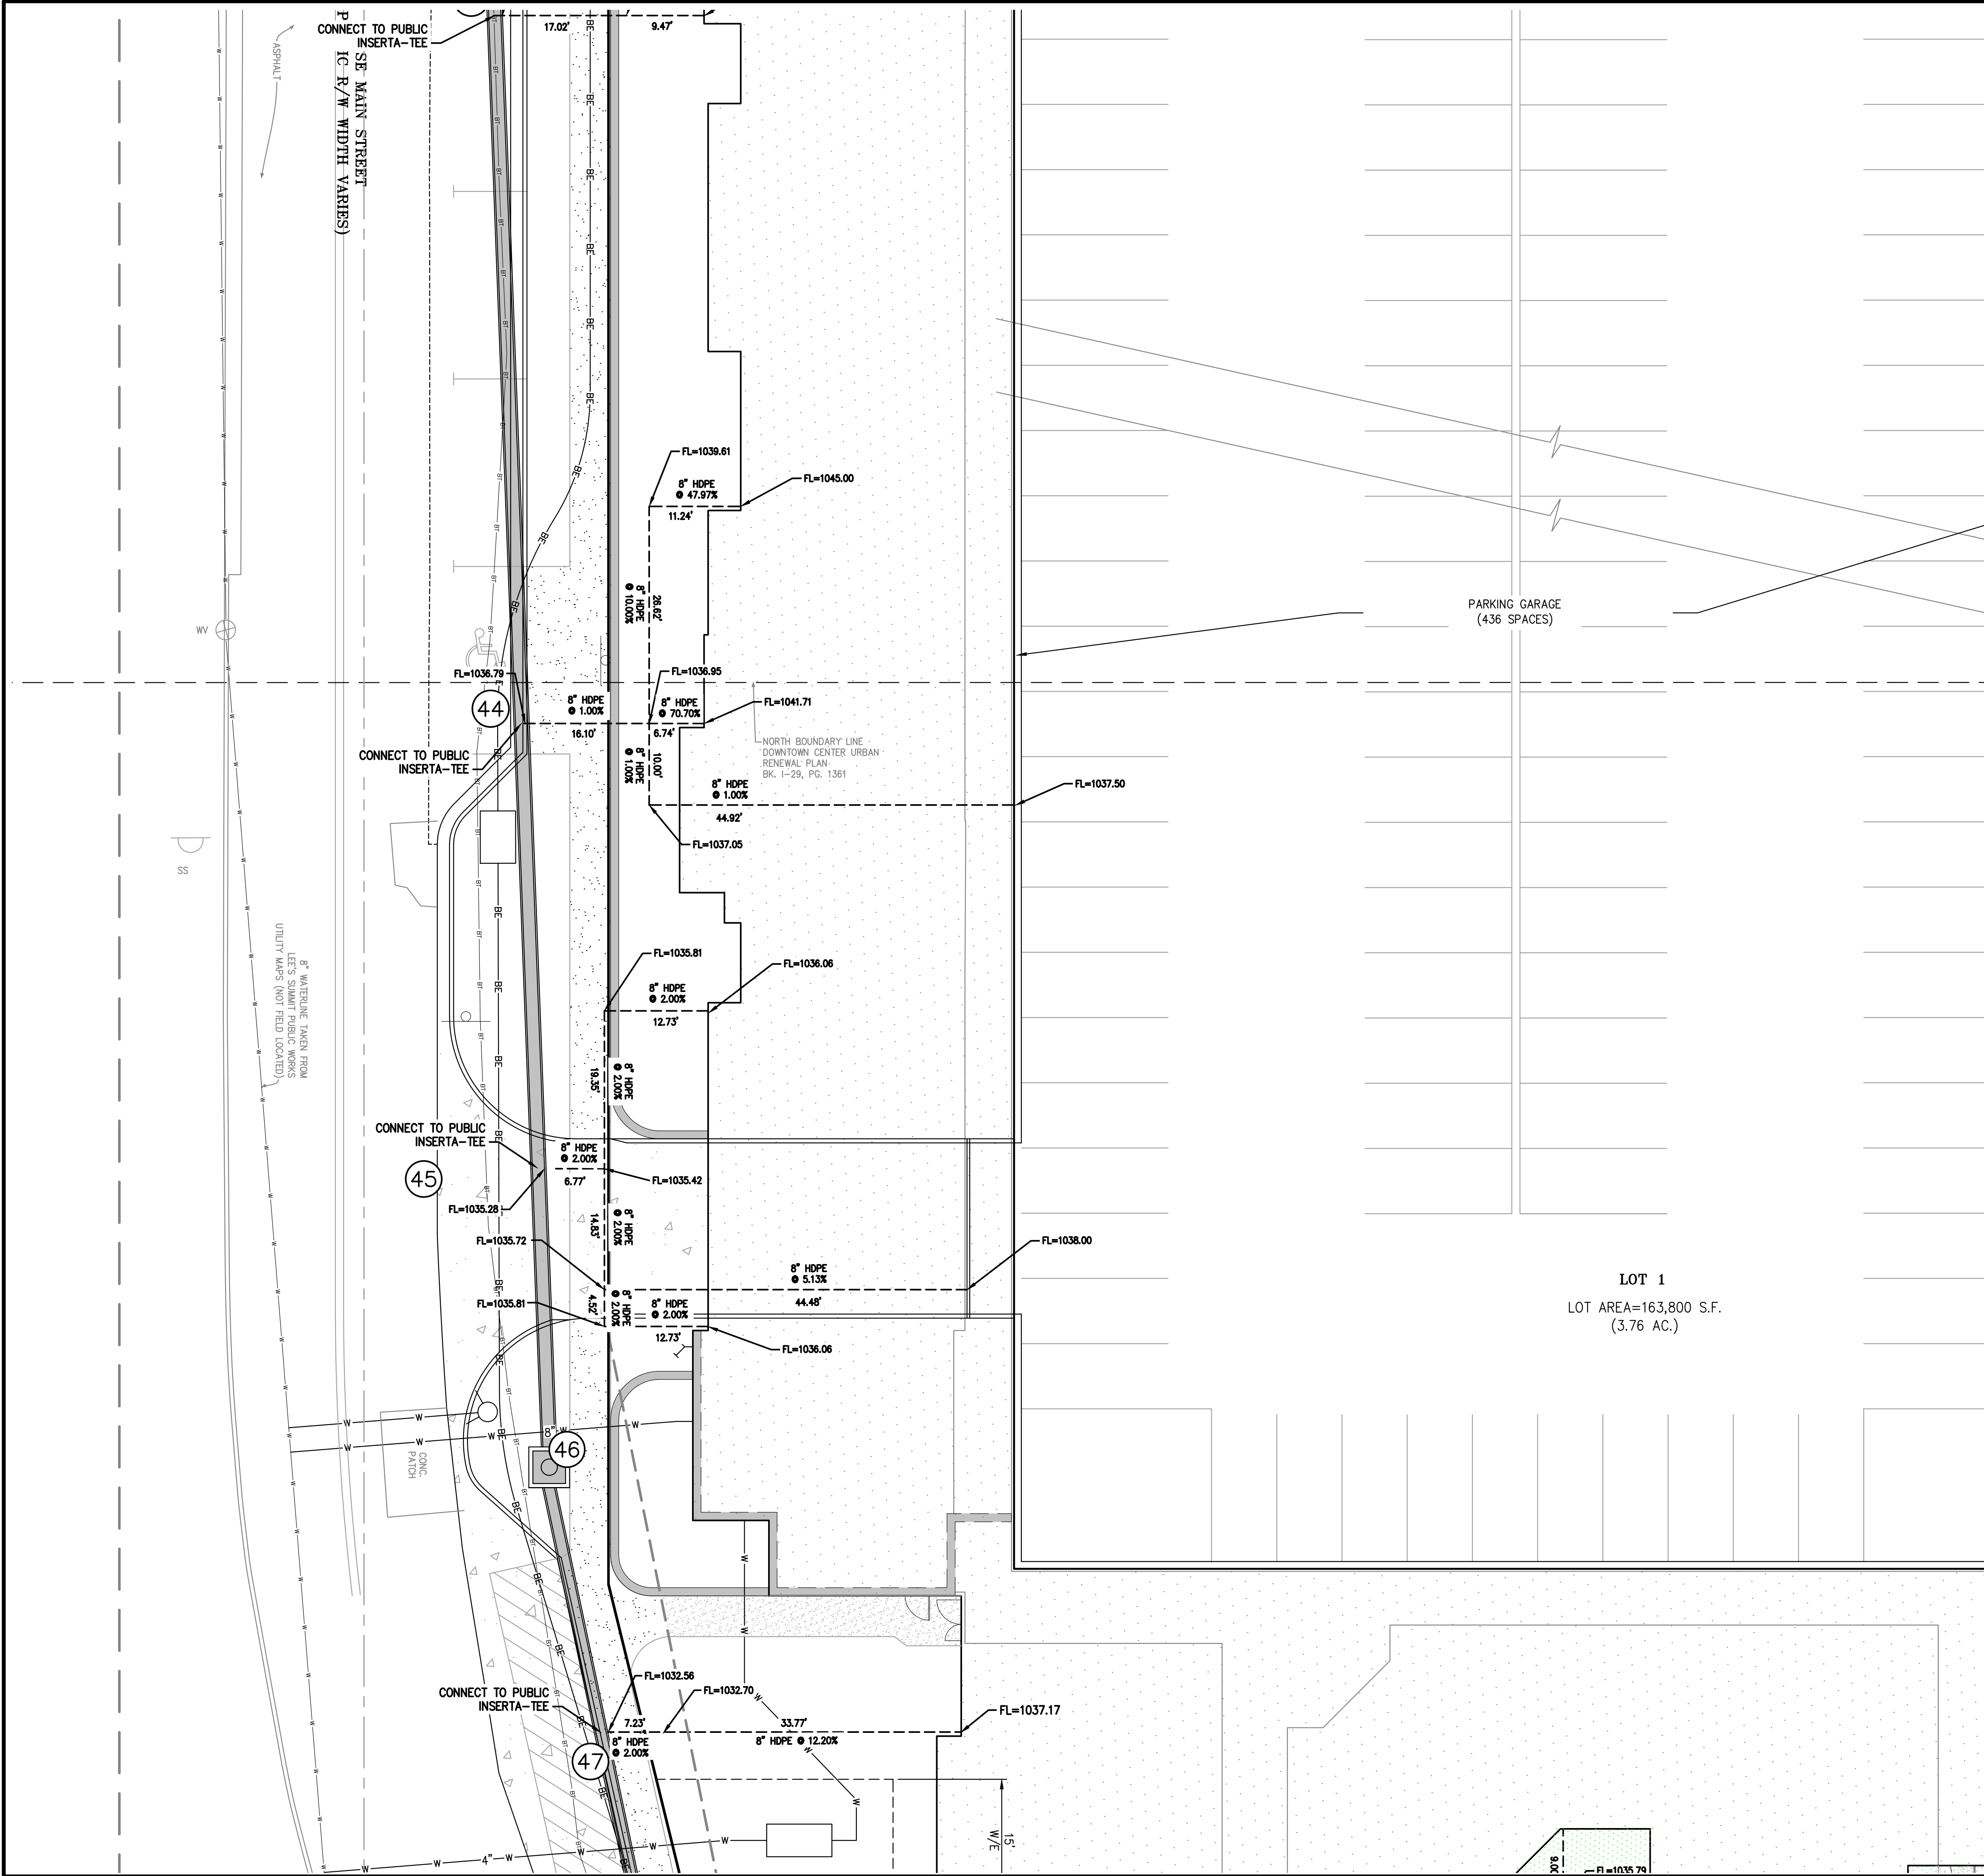 CONNECT TO PUBLIC
INSERTA-TEE
17.02'
9.47'
ASPHALT
SE MAIN STREET
P
IC R/W WIDTH VARIES)
FL=1039.61
8" HDPE
@ 47.97%
11.24'
FL=1045.00
8" HDPE
@ 10.00%
26.62'
PARKING GARAGE
(436 SPACES)
WV
FL=1036.79
FL=1036.95
44
8" HDPE
@ 1.00%
16.10'
8" HDPE
@ 70.70%
6.74'
FL=1041.71
CONNECT TO PUBLIC
INSERTA-TEE
8" HDPE
@ 1.00%
10.00'
NORTH BOUNDARY LINE
DOWNTOWN CENTER URBAN
RENEWAL PLAN
BK. I-29, PG. 1361
8" HDPE
@ 1.00%
44.92'
FL=1037.50
FL=1037.05
SS
8" WATERLINE TAKEN FROM
LEE'S SUMMIT PUBLIC WORKS
UTILITY MAPS (NOT FIELD LOCATED)
FL=1035.81
FL=1036.06
8" HDPE
@ 2.00%
12.73'
8" HDPE
@ 2.00%
19.35'
CONNECT TO PUBLIC
INSERTA-TEE
8" HDPE
@ 2.00%
6.77'
45
FL=1035.42
FL=1035.28
8" HDPE
@ 2.00%
14.83'
FL=1035.72
FL=1038.00
8" HDPE
@ 5.13%
44.48'
LOT 1
LOT AREA=163,800 S.F.
(3.76 AC.)
FL=1035.81
8" HDPE
@ 2.00%
4.52'
8" HDPE
@ 2.00%
12.73'
FL=1036.06
8"
46
CONC.
PATCH
FL=1032.56
FL=1032.70
CONNECT TO PUBLIC
INSERTA-TEE
7.23'
8" HDPE
@ 2.00%
33.77'
8" HDPE @ 12.20%
FL=1037.17
47
15'
W/E
4"
9.00
FL=1035.79